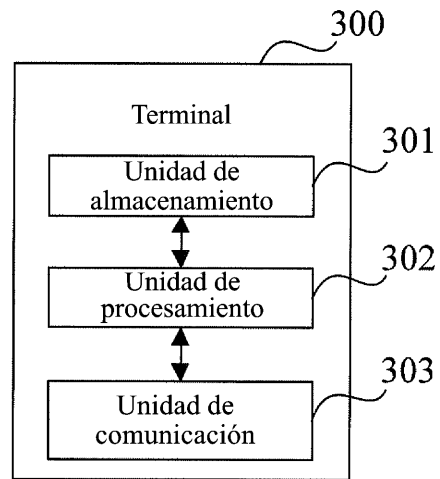 300
Terminal
301
Unidad de
almacenamiento
302
Unidad de
procesamiento
303
Unidad de
comunicación